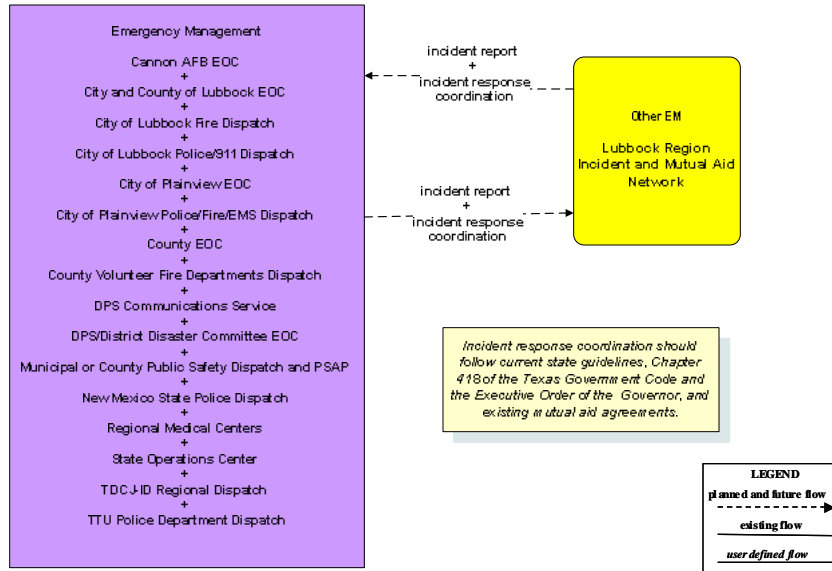 Emergency Management
Cannon AFB EOC
+
City and County of Lubbock EOC
+
City of Lubbock Fire Dispatch
+
City of Lubbock Police/911 Dispatch
+
City of Plainview EOC
+
City of Plainview Police/Fire/EMS Dispatch
+
County EOC
+
County Volunteer Fire Departments Dispatch
+
DPS Communications Service
+
DPS/District Disaster Committee EOC
+
Municipal or County Public Safety Dispatch and PSAP
+
New Mexico State Police Dispatch
+
Regional Medical Centers
+
State Operations Center
+
TDCJ-ID Regional Dispatch
+
TTU Police Department Dispatch
incident report
+
incident response
coordination
incident report
+
incident response
coordination
Other EM
Lubbock Region
Incident and Mutual Aid
Network
Incident response coordination should
follow current state guidelines, Chapter
418 of the Texas Government Code and
the Executive Order of the Governor, and
existing mutual aid agreements.
LEGEND
planned and future flow
existing flow
user defined flow